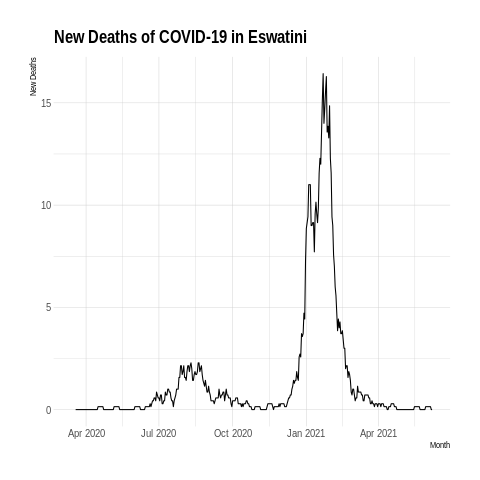 New Deaths of COVID-19 in Eswatini
New Deaths
15
10
5
0
Apr 2020 Jul 2020 Oct 2020 Jan 2021 Apr 2021
Month